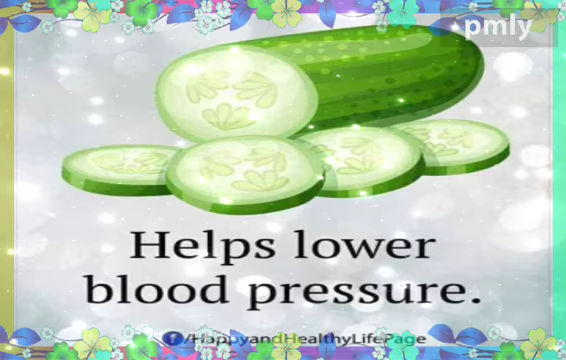 pmly
Helps lower
blood pressure.
f/HappyandHealthyLifePage